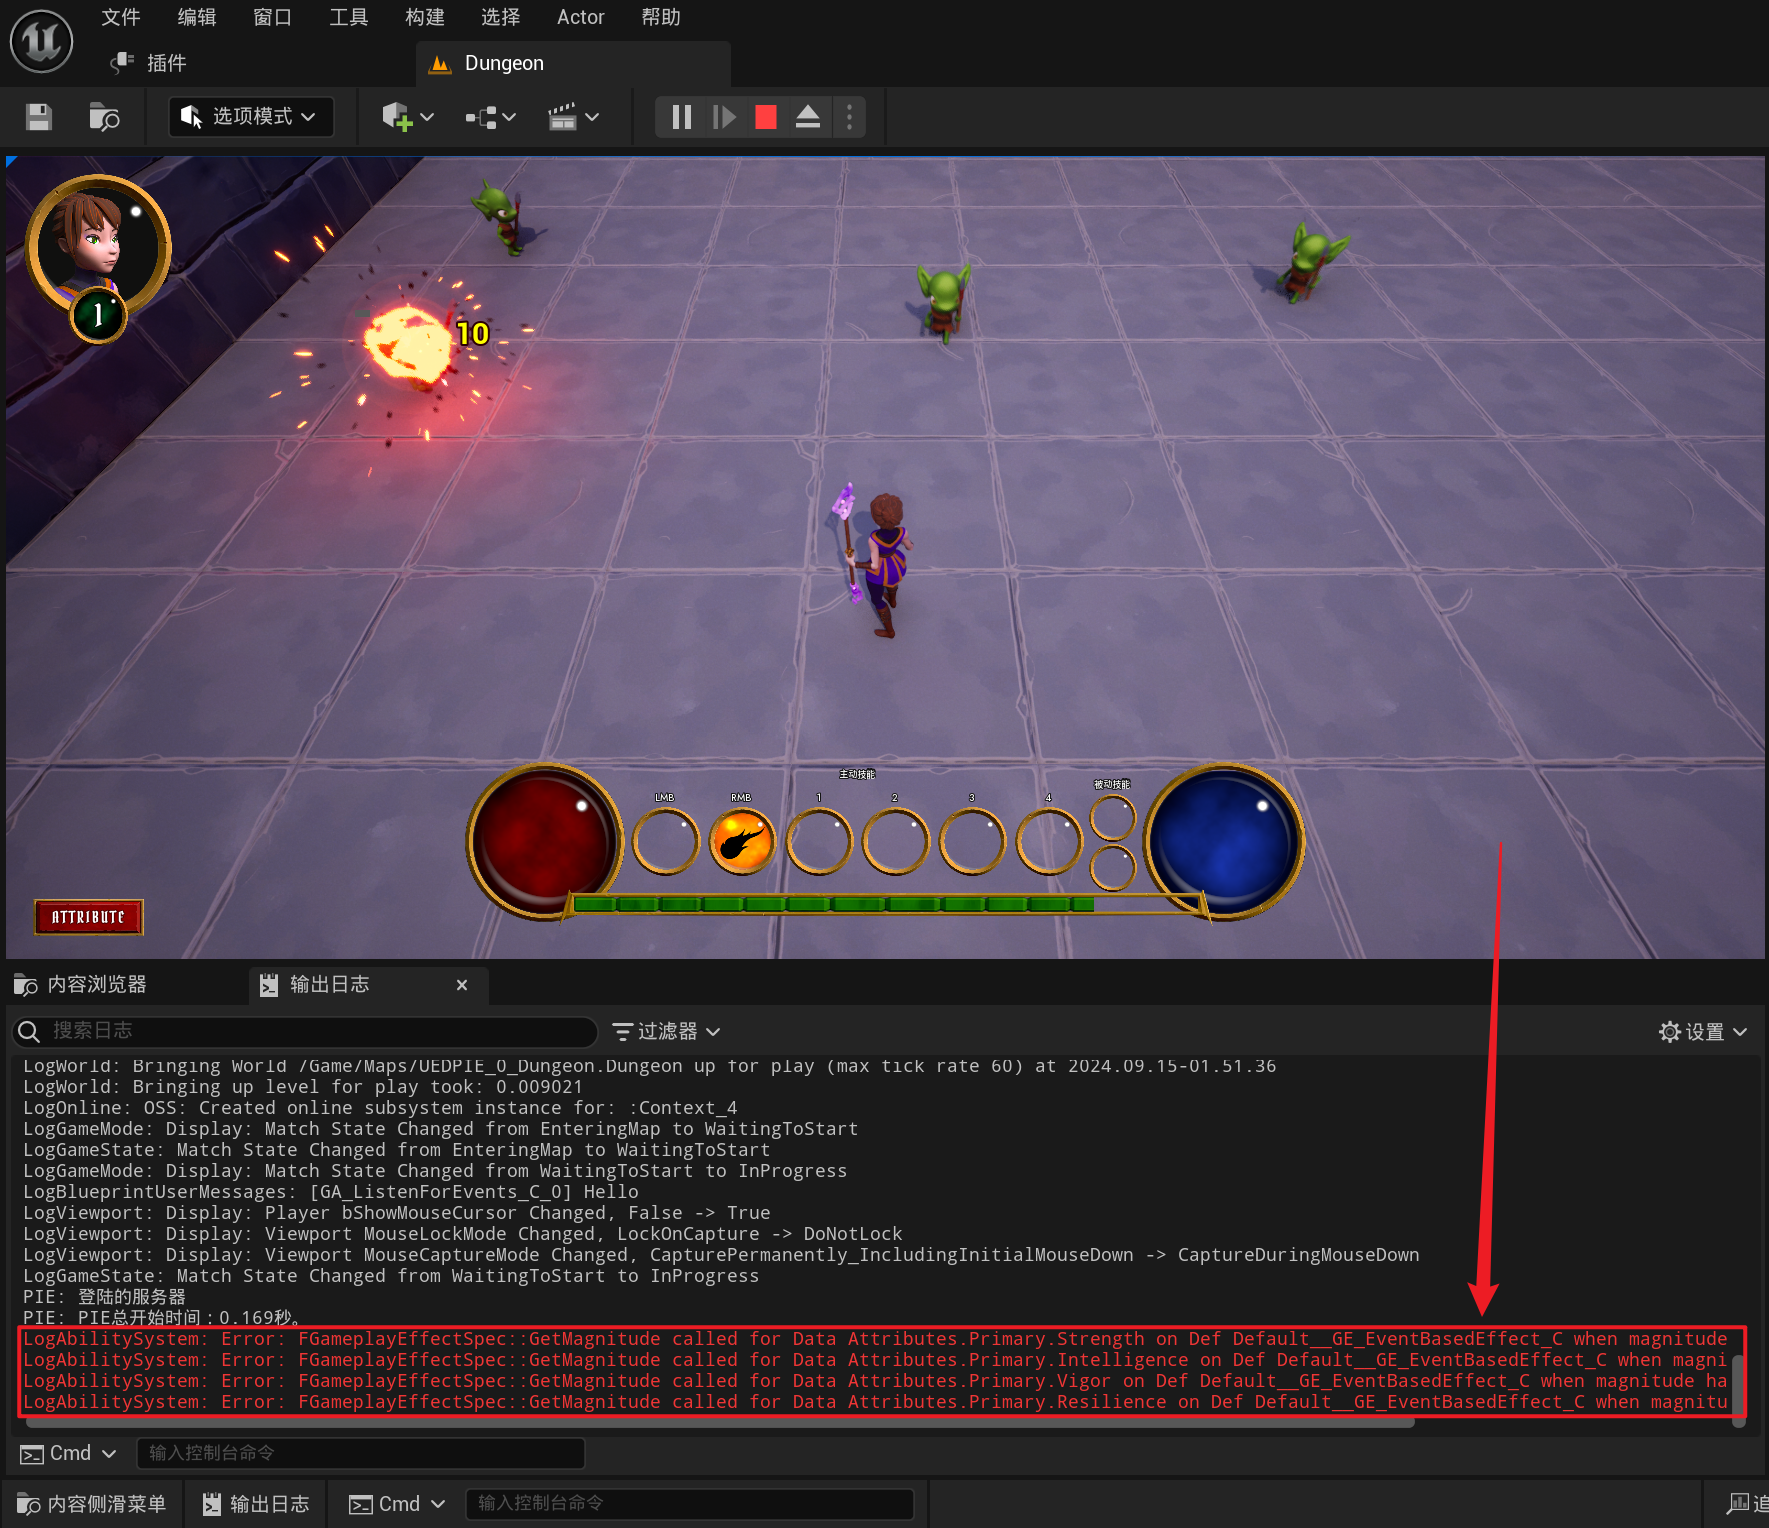 文件 编辑 窗口 工具 构建 选择 Actor 帮助
插件 Dungeon
选项模式
1
10
主动技能
被动技能
LMB RMB 1 2 3 4
ATTRIBUTE
内容浏览器 输出日志
搜索日志 过滤器 设置
LogWorld: Bringing World /Game/Maps/UEDPIE_0_Dungeon.Dungeon up for play (max tick rate 60) at 2024.09.15-01.51.36
LogWorld: Bringing up level for play took: 0.009021
LogOnline: OSS: Created online subsystem instance for: :Context_4
LogGameMode: Display: Match State Changed from EnteringMap to WaitingToStart
LogGameState: Match State Changed from EnteringMap to WaitingToStart
LogGameMode: Display: Match State Changed from WaitingToStart to InProgress
LogBlueprintUserMessages: [GA_ListenForEvents_C_0] Hello
LogViewport: Display: Player bShowMouseCursor Changed, False -> True
LogViewport: Display: Viewport MouseLockMode Changed, LockOnCapture -> DoNotLock
LogViewport: Display: Viewport MouseCaptureMode Changed, CapturePermanently_IncludingInitialMouseDown -> CaptureDuringMouseDown
LogGameState: Match State Changed from WaitingToStart to InProgress
PIE: 登陆的服务器
PIE: PIE总开始时间：0.169秒。
LogAbilitySystem: Error: FGameplayEffectSpec::GetMagnitude called for Data Attributes.Primary.Strength on Def Default__GE_EventBasedEffect_C when magnitude
LogAbilitySystem: Error: FGameplayEffectSpec::GetMagnitude called for Data Attributes.Primary.Intelligence on Def Default__GE_EventBasedEffect_C when magni
LogAbilitySystem: Error: FGameplayEffectSpec::GetMagnitude called for Data Attributes.Primary.Vigor on Def Default__GE_EventBasedEffect_C when magnitude ha
LogAbilitySystem: Error: FGameplayEffectSpec::GetMagnitude called for Data Attributes.Primary.Resilience on Def Default__GE_EventBasedEffect_C when magnitu
Cmd 输入控制台命令
内容侧滑菜单 输出日志 Cmd 输入控制台命令 追